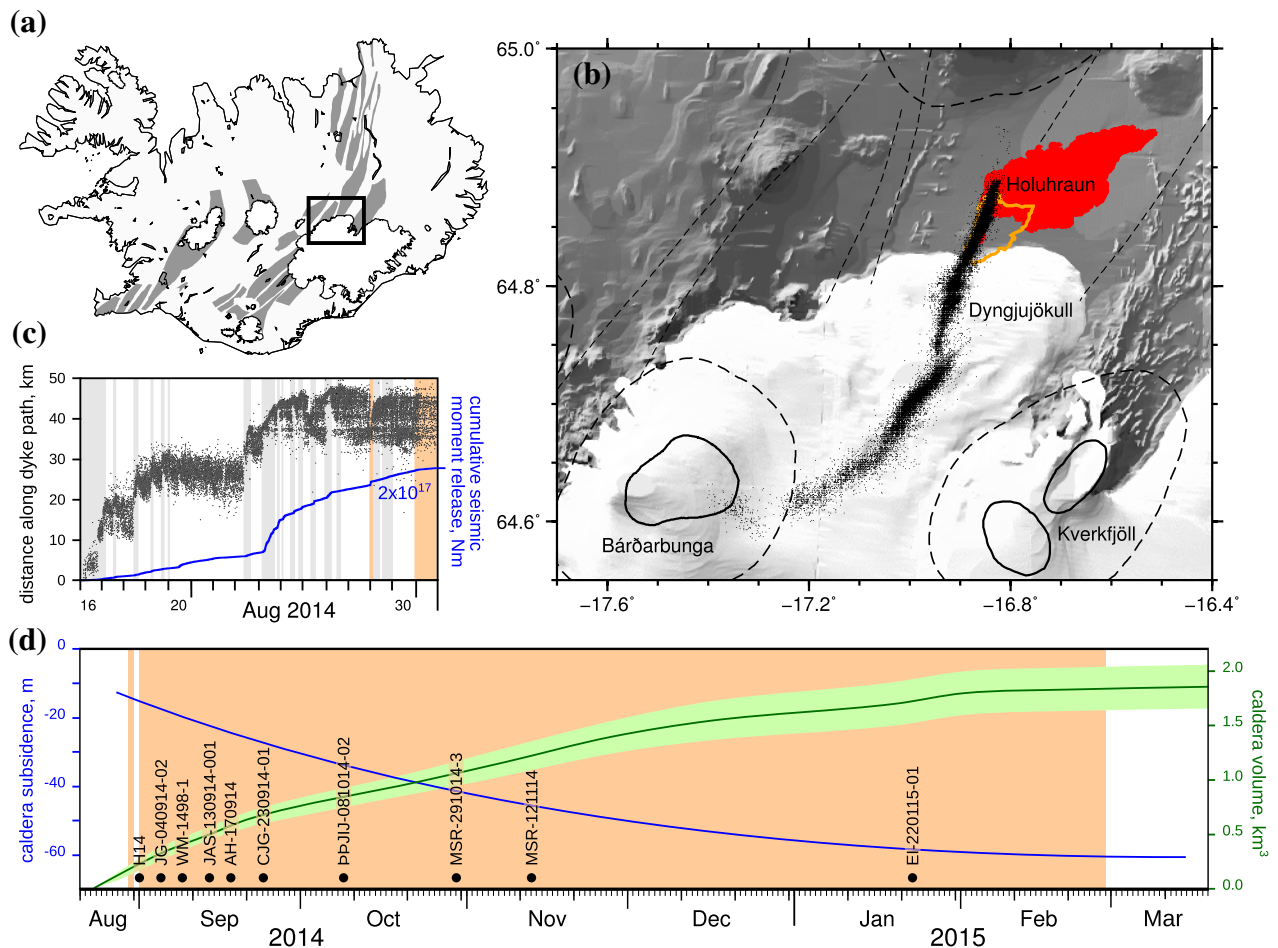 (a)
(b)
65.0°
64.8°
64.6°
−17.6°
−17.2°
−16.8°
−16.4°
Holuhraun
Dyngjujökull
Bárðarbunga
Kverkfjöll
(c)
distance along dyke path, km
50
40
30
20
10
0
16
20
30
Aug 2014
2x10^17
cumulative seismic
moment release, Nm
(d)
caldera subsidence, m
0
-20
-40
-60
H14
JG-040914-02
WM-1498-1
JAS-130914-001
AH-170914
CJG-230914-01
ÞÞJIJ-081014-02
MSR-291014-3
MSR-121114
EI-220115-01
2.0
1.5
1.0
0.5
0.0
caldera volume, km³
Aug
Sep
Oct
Nov
Dec
Jan
Feb
Mar
2014
2015